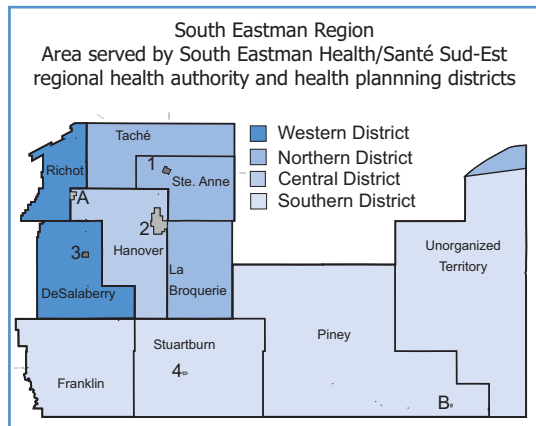 South Eastman Region
Area served by South Eastman Health/Santé Sud-Est
regional health authority and health plannning districts
Western District
Northern District
Central District
Southern District
Taché
Richot
1
Ste. Anne
A
2
Hanover
3
La
Broquerie
DeSalaberry
Unorganized
Territory
Stuartburn
Piney
Franklin
4
B